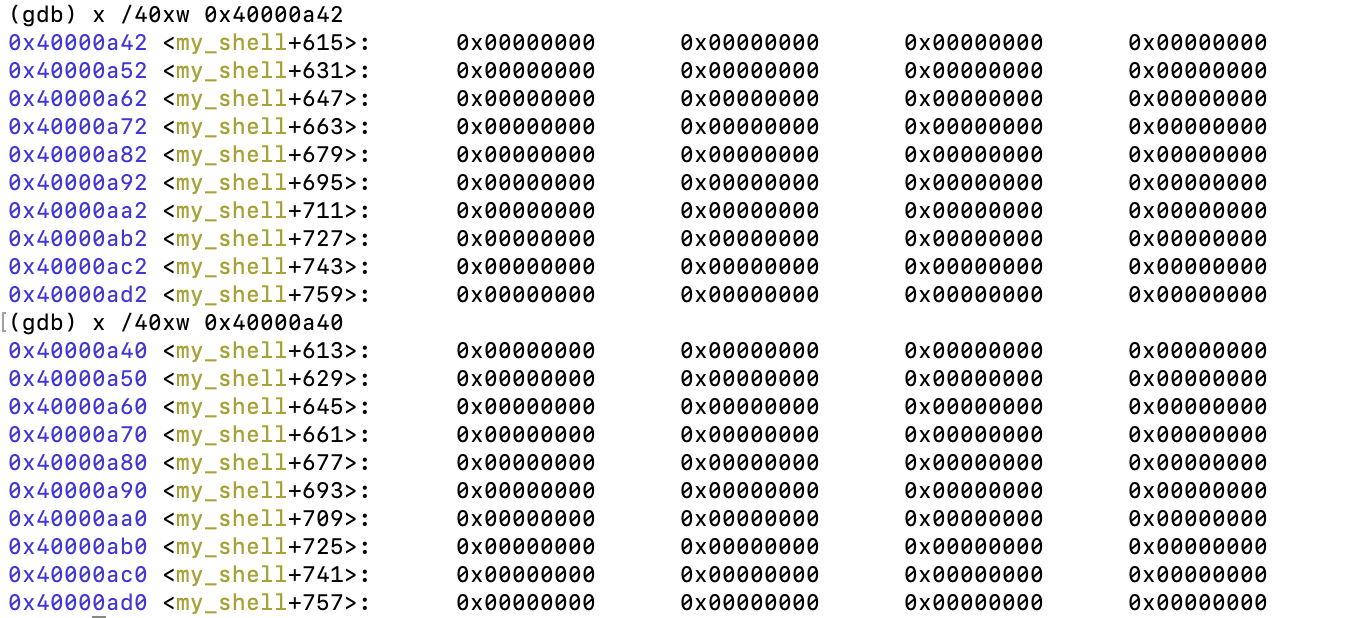 (gdb) x /40xw 0x40000a42
0x40000a42 <my_shell+615>: 0x00000000 0x00000000 0x00000000 0x00000000
0x40000a52 <my_shell+631>: 0x00000000 0x00000000 0x00000000 0x00000000
0x40000a62 <my_shell+647>: 0x00000000 0x00000000 0x00000000 0x00000000
0x40000a72 <my_shell+663>: 0x00000000 0x00000000 0x00000000 0x00000000
0x40000a82 <my_shell+679>: 0x00000000 0x00000000 0x00000000 0x00000000
0x40000a92 <my_shell+695>: 0x00000000 0x00000000 0x00000000 0x00000000
0x40000aa2 <my_shell+711>: 0x00000000 0x00000000 0x00000000 0x00000000
0x40000ab2 <my_shell+727>: 0x00000000 0x00000000 0x00000000 0x00000000
0x40000ac2 <my_shell+743>: 0x00000000 0x00000000 0x00000000 0x00000000
0x40000ad2 <my_shell+759>: 0x00000000 0x00000000 0x00000000 0x00000000
[(gdb) x /40xw 0x40000a40
0x40000a40 <my_shell+613>: 0x00000000 0x00000000 0x00000000 0x00000000
0x40000a50 <my_shell+629>: 0x00000000 0x00000000 0x00000000 0x00000000
0x40000a60 <my_shell+645>: 0x00000000 0x00000000 0x00000000 0x00000000
0x40000a70 <my_shell+661>: 0x00000000 0x00000000 0x00000000 0x00000000
0x40000a80 <my_shell+677>: 0x00000000 0x00000000 0x00000000 0x00000000
0x40000a90 <my_shell+693>: 0x00000000 0x00000000 0x00000000 0x00000000
0x40000aa0 <my_shell+709>: 0x00000000 0x00000000 0x00000000 0x00000000
0x40000ab0 <my_shell+725>: 0x00000000 0x00000000 0x00000000 0x00000000
0x40000ac0 <my_shell+741>: 0x00000000 0x00000000 0x00000000 0x00000000
0x40000ad0 <my_shell+757>: 0x00000000 0x00000000 0x00000000 0x00000000